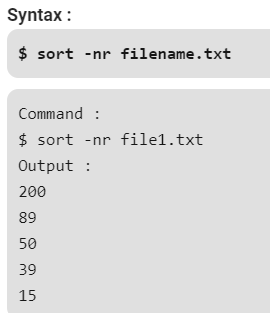 Syntax :
$ sort -nr filename.txt
Command :
$ sort -nr file1.txt
Output :
200
89
50
39
15